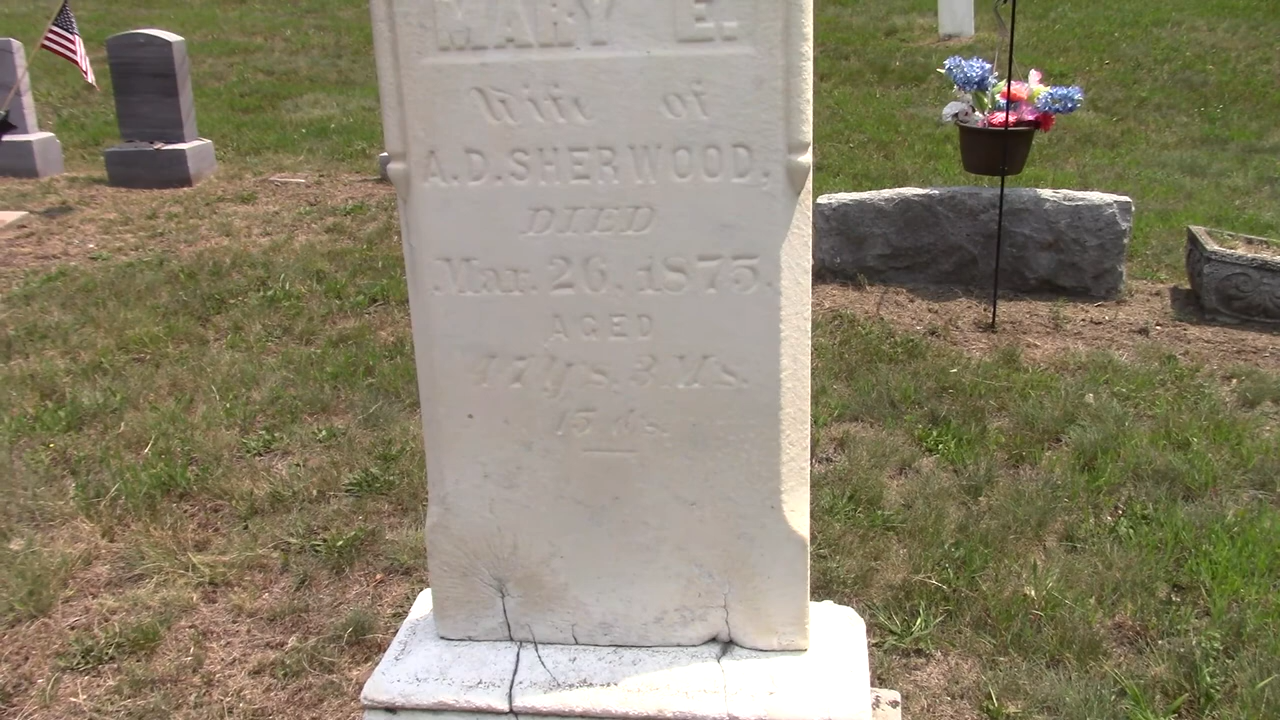 MARY E.
Wife of
A.D. SHERWOOD,
DIED
Mar. 26, 1875.
AGED
47 ys. 3 Ms.
15 ds.